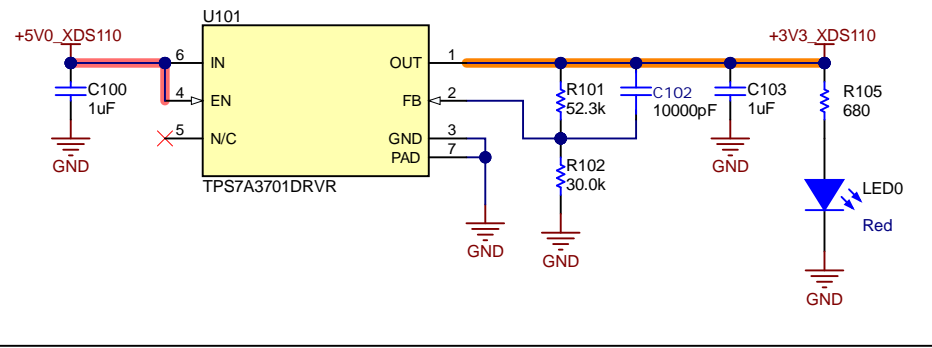 U101
+5V0_XDS110
+3V3_XDS110
6 IN
OUT 1
C100
1uF
4 EN
FB 2
R101
52.3k
C102
10000pF
C103
1uF
R105
680
5 N/C
GND 3
PAD 7
GND
R102
30.0k
TPS7A3701DRVR
LED0
Red
GND
GND
GND